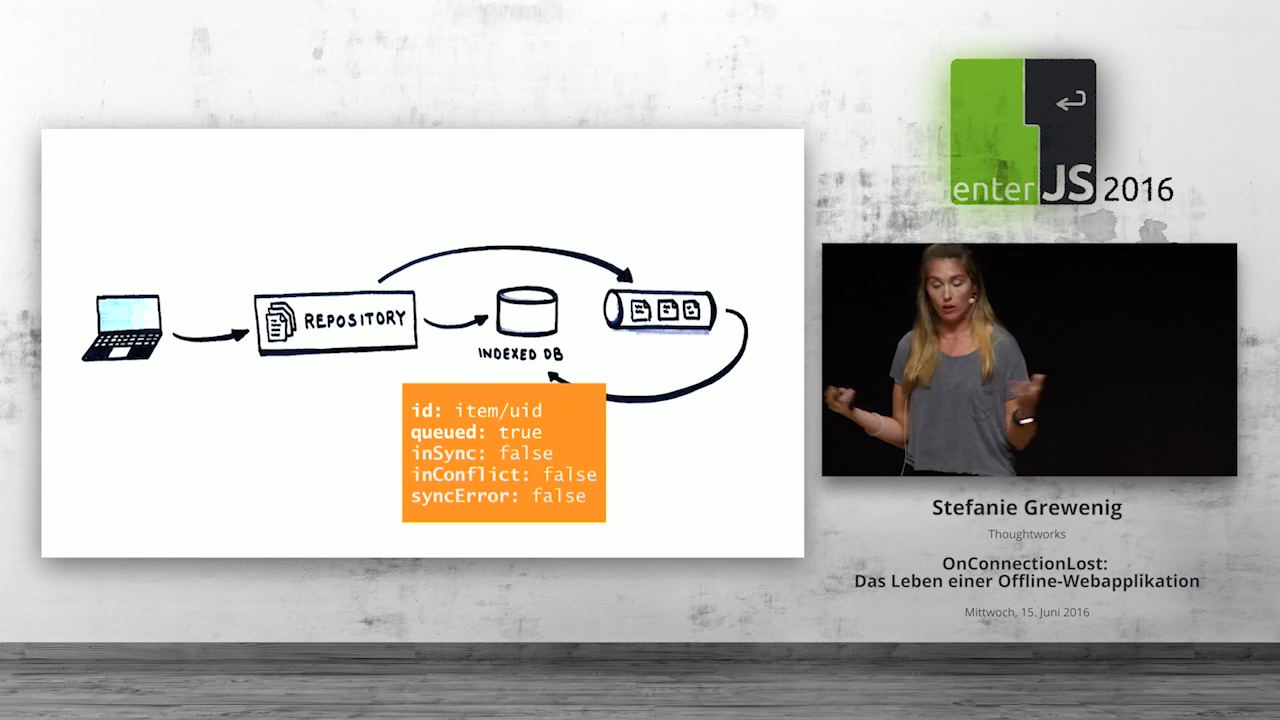 REPOSITORY
INDEXED DB
id: item/uid
queued: true
inSync: false
inConflict: false
syncError: false
enter JS 2016
Stefanie Grewenig
Thoughtworks
OnConnectionLost:
Das Leben einer Offline-Webapplikation
Mittwoch, 15. Juni 2016